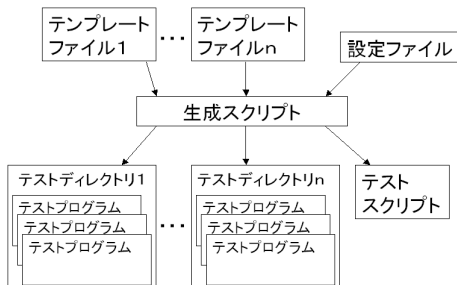 テンプレート
ファイル1
･･･
テンプレート
ファイルn
設定ファイル
生成スクリプト
テストディレクトリ1
テストプログラム
テストプログラム
テストプログラム
･･･
テストディレクトリn
テストプログラム
テストプログラム
テストプログラム
テスト
スクリプト